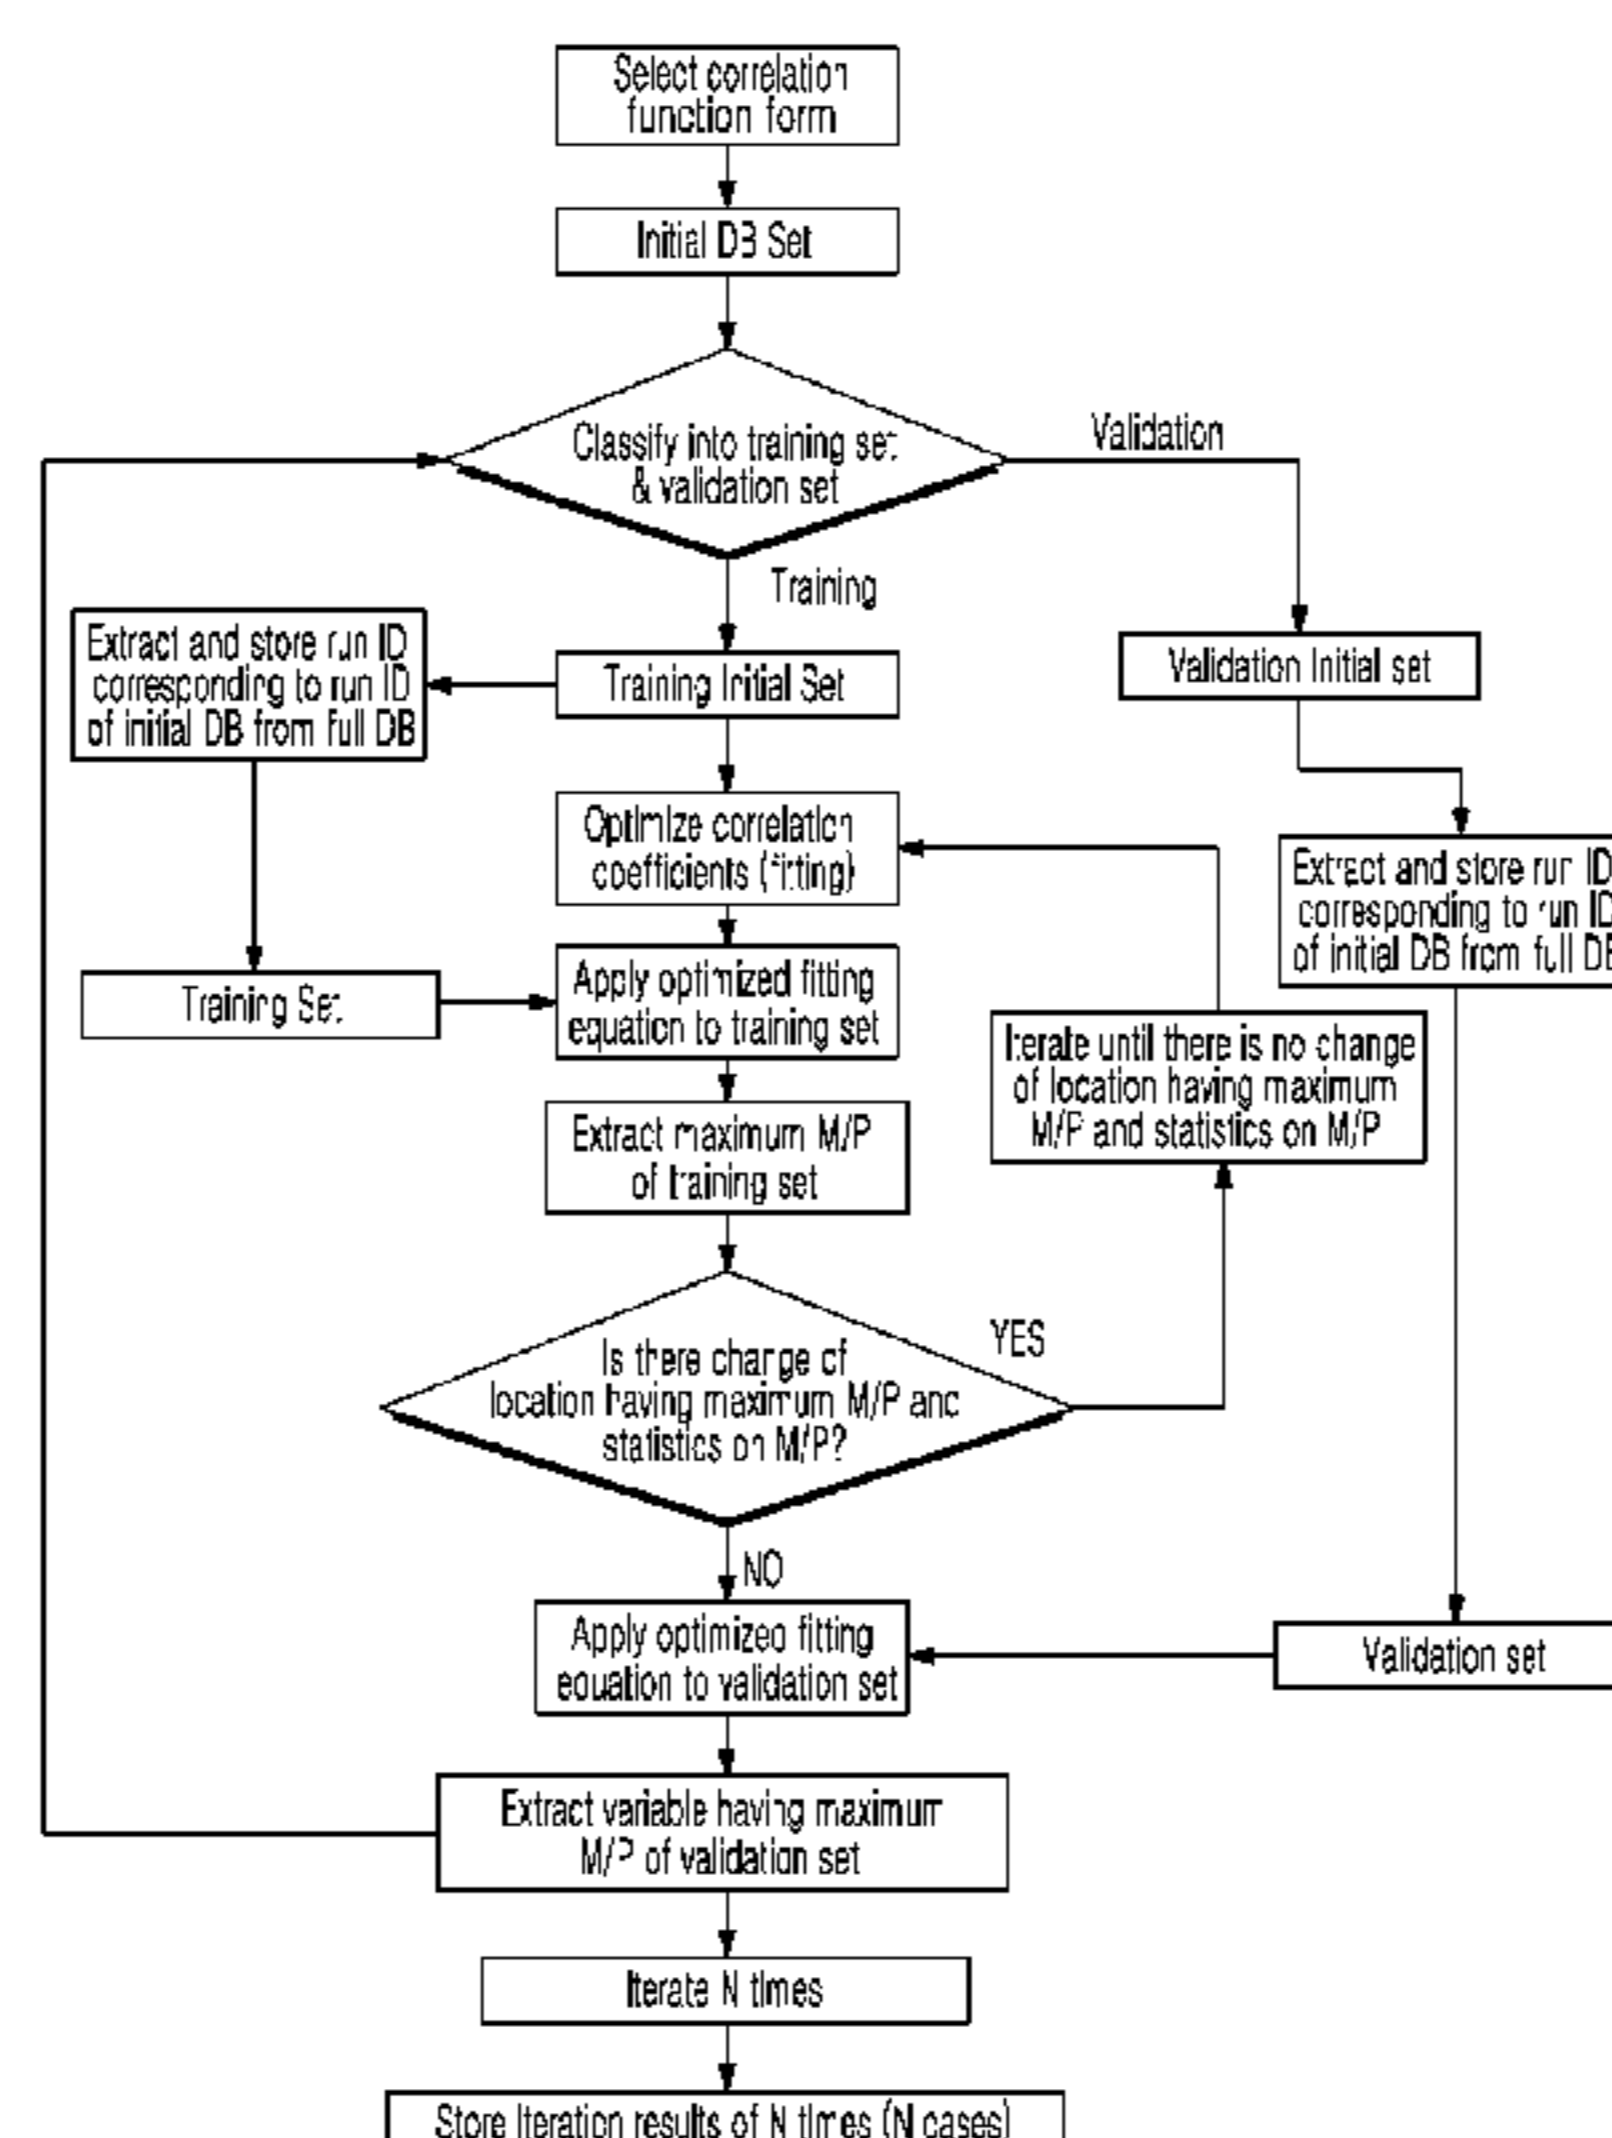 Select correlation
function form
Initial DB Set
Classify into training set
& validation set
Validation
Training
Extract and store run ID
corresponding to run ID
of initial DB from full DB
Training Initial Set
Validation Initial set
Optimize correlation
coefficients (fitting)
Extract and store run ID
corresponding to run ID
of initial DB from full DB
Training Set
Apply optimized fitting
equation to training set
Iterate until there is no change
of location having maximum
M/P and statistics on M/P
Extract maximum M/P
of training set
YES
Is there change of
location having maximum M/P and
statistics on M/P?
NO
Apply optimized fitting
equation to validation set
Validation set
Extract variable having maximum
M/P of validation set
Iterate N times
Store Iteration results of N times (N cases)